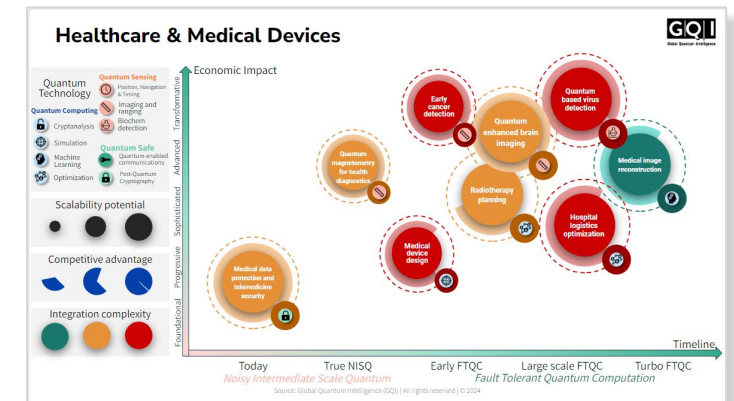 Healthcare & Medical Devices
GQI
Global Quantum Intelligence
Quantum
Technology
Quantum Sensing
Position, Navigation
& Timing
Imaging and
ranging
Biochem
detection
Quantum Computing
Cryptanalysis
Simulation
Machine
Learning
Optimization
Quantum Safe
Quantum enabled
communications
Post-Quantum
Cryptography
Scalability potential
Competitive advantage
Integration complexity
Economic Impact
Transformative
Advanced
Sophisticated
Progressive
Foundational
Early
cancer
detection
Quantum
based virus
detection
Quantum
enhanced brain
imaging
Quantum
magnetometry
for health
diagnostics
Medical image
reconstruction
Radiotherapy
planning
Hospital
logistics
optimization
Medical
device
design
Medical data
protection and
telemedicine
security
Timeline
Today
True NISQ
Early FTQC
Large scale FTQC
Turbo FTQC
Noisy Intermediate Scale Quantum
Fault Tolerant Quantum Computation
Source: Global Quantum Intelligence (GQI) | All rights reserved | © 2024